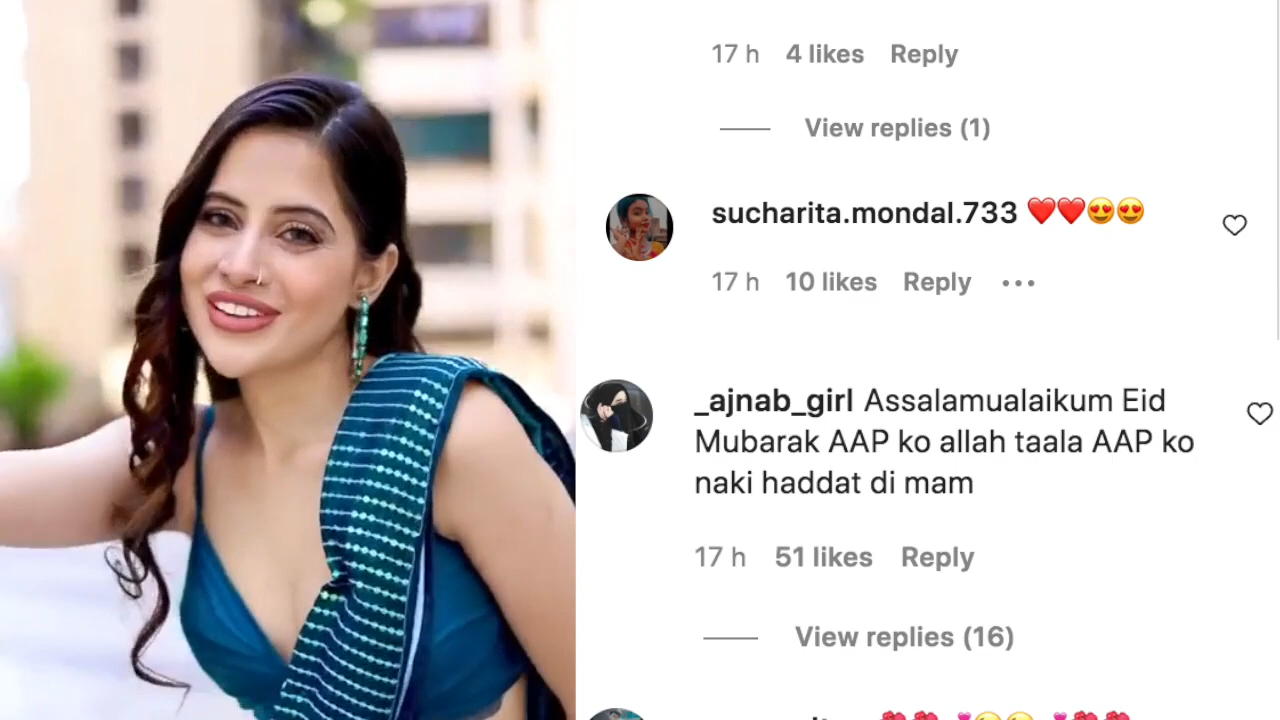 17 h 4 likes Reply
View replies (1)
sucharita.mondal.733 ❤️❤️😍😍
17 h 10 likes Reply •••
_ajnab_girl Assalamualaikum Eid
Mubarak AAP ko allah taala AAP ko
naki haddat di mam
17 h 51 likes Reply
View replies (16)